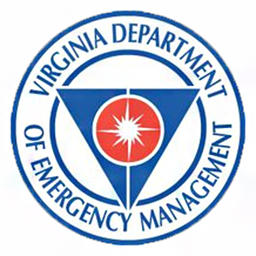 VIRGINIA DEPARTMENT
OF EMERGENCY MANAGEMENT